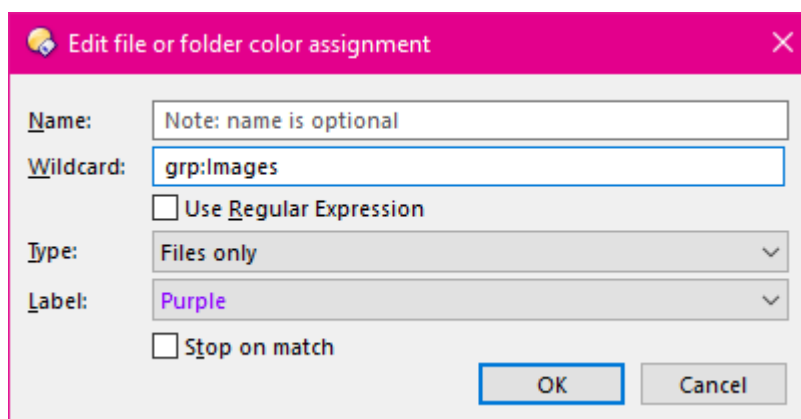 Edit file or folder color assignment
Name: Note: name is optional
Wildcard: grp:Images
Use Regular Expression
Type: Files only
Label: Purple
Stop on match
OK Cancel